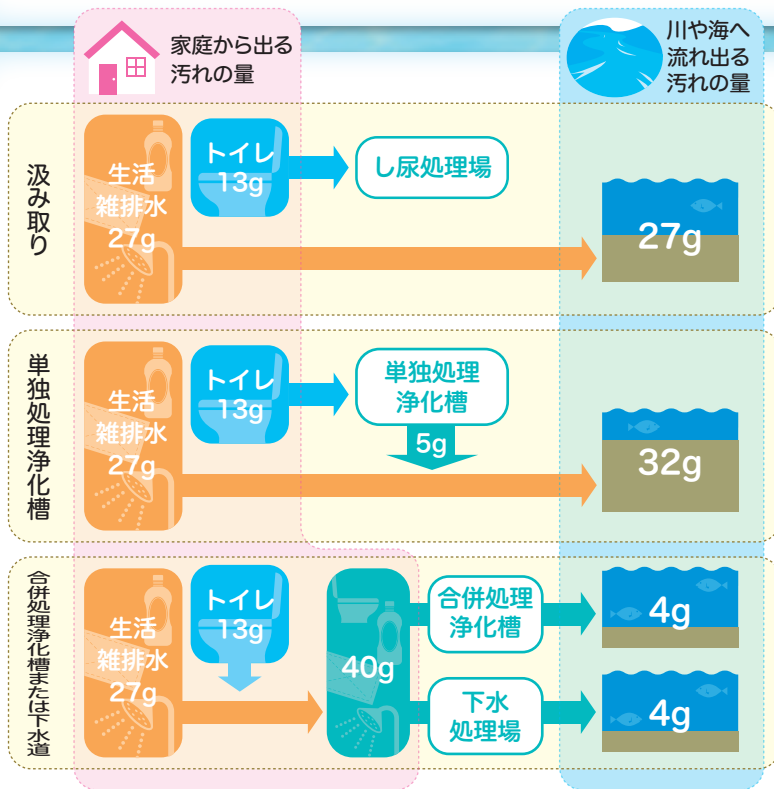 家庭から出る
汚れの量
川や海へ
流れ出る
汚れの量
汲み取り
生活
雑排水
27g
トイレ
13g
し尿処理場
27g
単独処理浄化槽
生活
雑排水
27g
トイレ
13g
単独処理
浄化槽
5g
32g
合併処理浄化槽または下水道
生活
雑排水
27g
トイレ
13g
40g
合併処理
浄化槽
4g
下水
処理場
4g